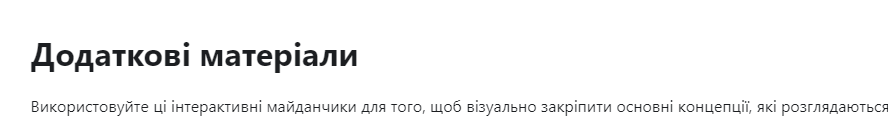 Додаткові матеріали
Використовуйте ці інтерактивні майданчики для того, щоб візуально закріпити основні концепції, які розглядаються